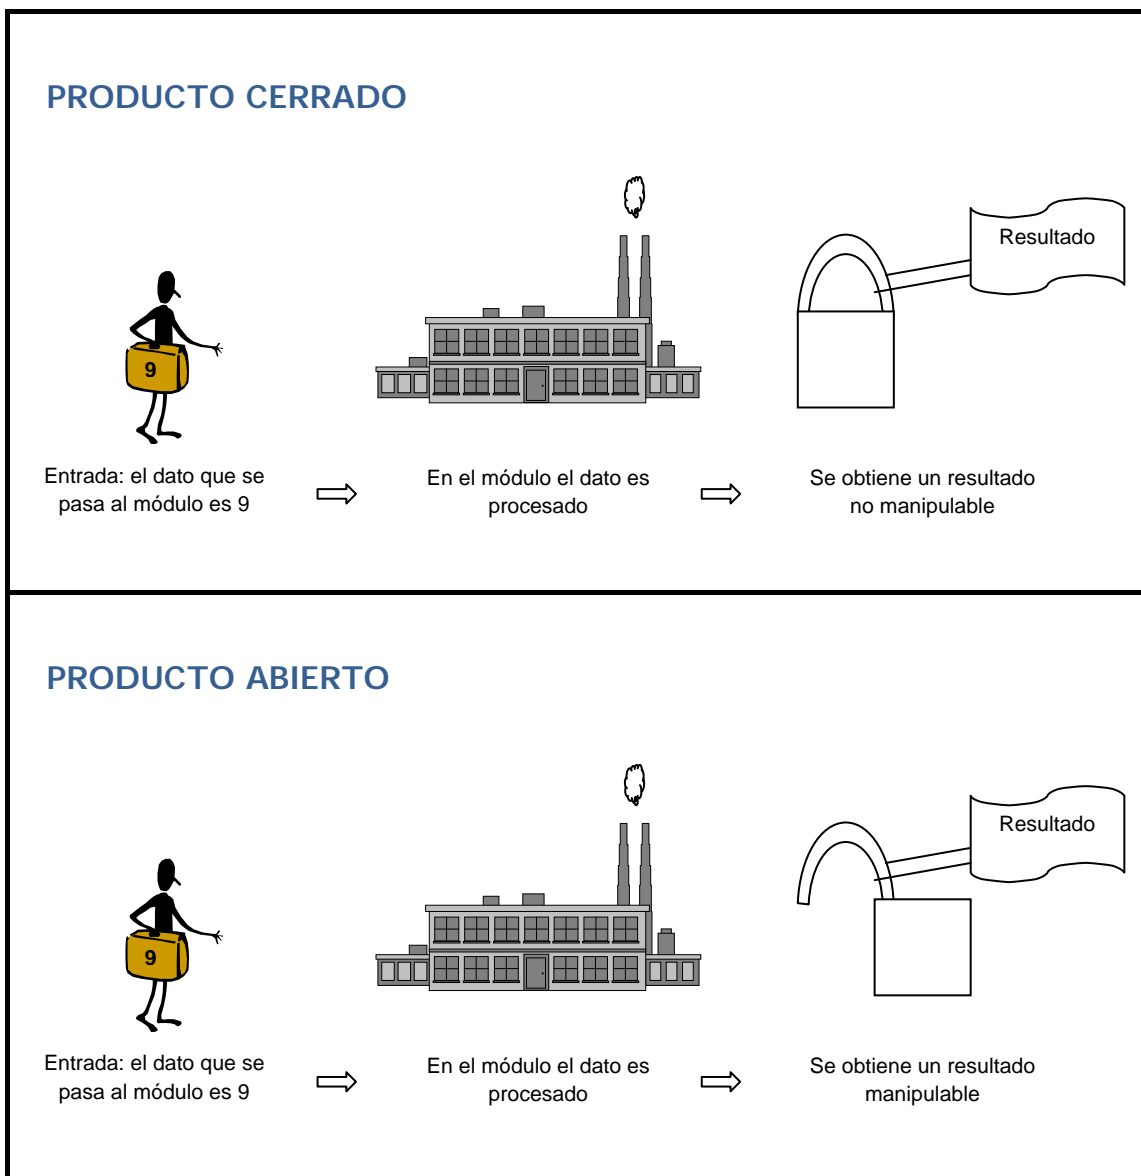 PRODUCTO CERRADO
Resultado
9
Entrada: el dato que se
pasa al módulo es 9
En el módulo el dato es
procesado
Se obtiene un resultado
no manipulable
PRODUCTO ABIERTO
Resultado
9
Entrada: el dato que se
pasa al módulo es 9
En el módulo el dato es
procesado
Se obtiene un resultado
manipulable